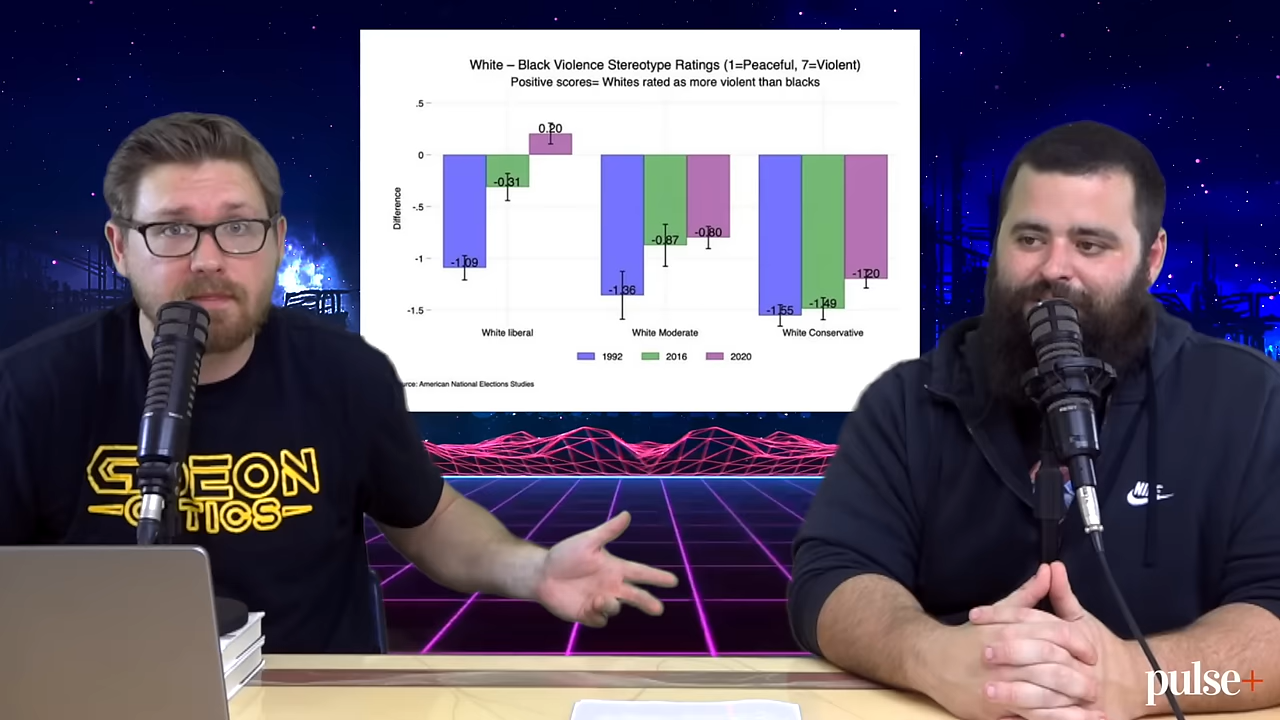 White – Black Violence Stereotype Ratings (1=Peaceful, 7=Violent)
Positive scores= Whites rated as more violent than blacks
.5
0
-.5
-1
-1.5
Difference
0.20
-0.31
-1.09
-0.87
-0.80
-1.36
-1.20
-1.55
-1.49
White liberal
White Moderate
White Conservative
1992
2016
2020
American National Elections Studies
GIDEON
OPTICS
pulse+